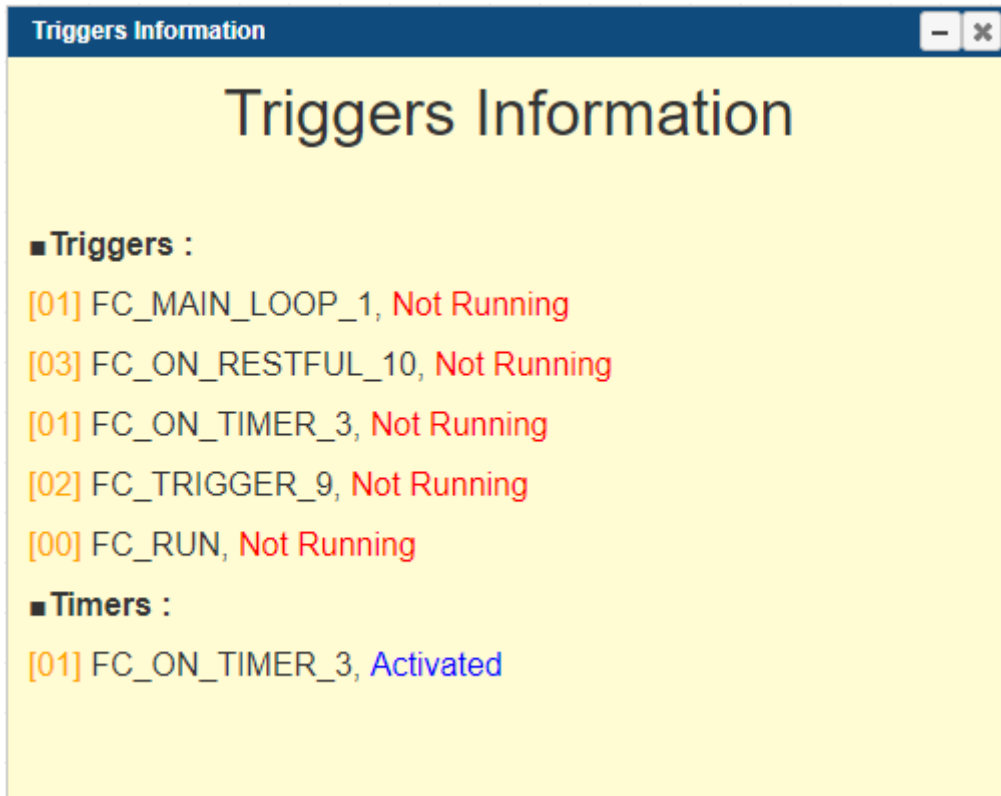 Triggers Information
Triggers Information
■Triggers :
[01] FC_MAIN_LOOP_1, Not Running
[03] FC_ON_RESTFUL_10, Not Running
[01] FC_ON_TIMER_3, Not Running
[02] FC_TRIGGER_9, Not Running
[00] FC_RUN, Not Running
■Timers :
[01] FC_ON_TIMER_3, Activated